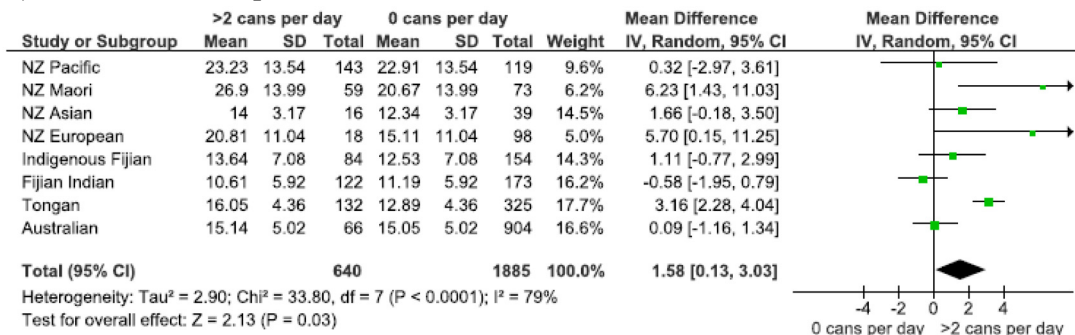 >2 cans per day 0 cans per day Mean Difference Mean Difference
Study or Subgroup Mean SD Total Mean SD Total Weight IV, Random, 95% CI IV, Random, 95% CI
NZ Pacific 23.23 13.54 143 22.91 13.54 119 9.6% 0.32 [-2.97, 3.61]
NZ Maori 26.9 13.99 59 20.67 13.99 73 6.2% 6.23 [1.43, 11.03]
NZ Asian 14 3.17 16 12.34 3.17 39 14.5% 1.66 [-0.18, 3.50]
NZ European 20.81 11.04 18 15.11 11.04 98 5.0% 5.70 [0.15, 11.25]
Indigenous Fijian 13.64 7.08 84 12.53 7.08 154 14.3% 1.11 [-0.77, 2.99]
Fijian Indian 10.61 5.92 122 11.19 5.92 173 16.2% -0.58 [-1.95, 0.79]
Tongan 16.05 4.36 132 12.89 4.36 325 17.7% 3.16 [2.28, 4.04]
Australian 15.14 5.02 66 15.05 5.02 904 16.6% 0.09 [-1.16, 1.34]
Total (95% CI) 640 1885 100.0% 1.58 [0.13, 3.03]
Heterogeneity: Tau² = 2.90; Chi² = 33.80, df = 7 (P < 0.0001); I² = 79%
Test for overall effect: Z = 2.13 (P = 0.03)
-4 -2 0 2 4
0 cans per day >2 cans per day